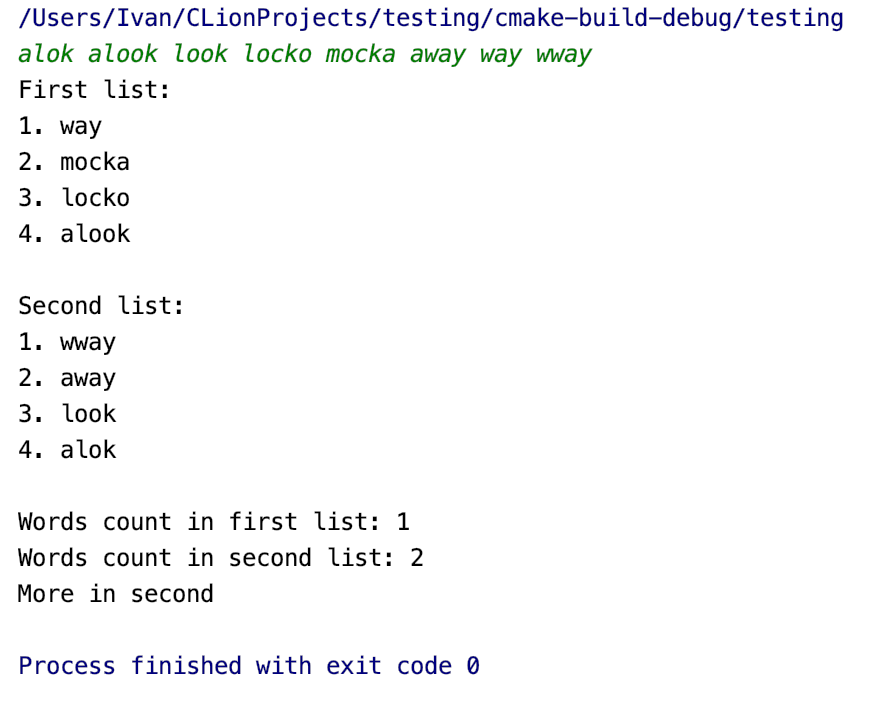 /Users/Ivan/CLionProjects/testing/cmake-build-debug/testing
alok alook look locko mocka away way wway
First list:
1. way
2. mocka
3. locko
4. alook
Second list:
1. wway
2. away
3. look
4. alok
Words count in first list: 1
Words count in second list: 2
More in second
Process finished with exit code 0